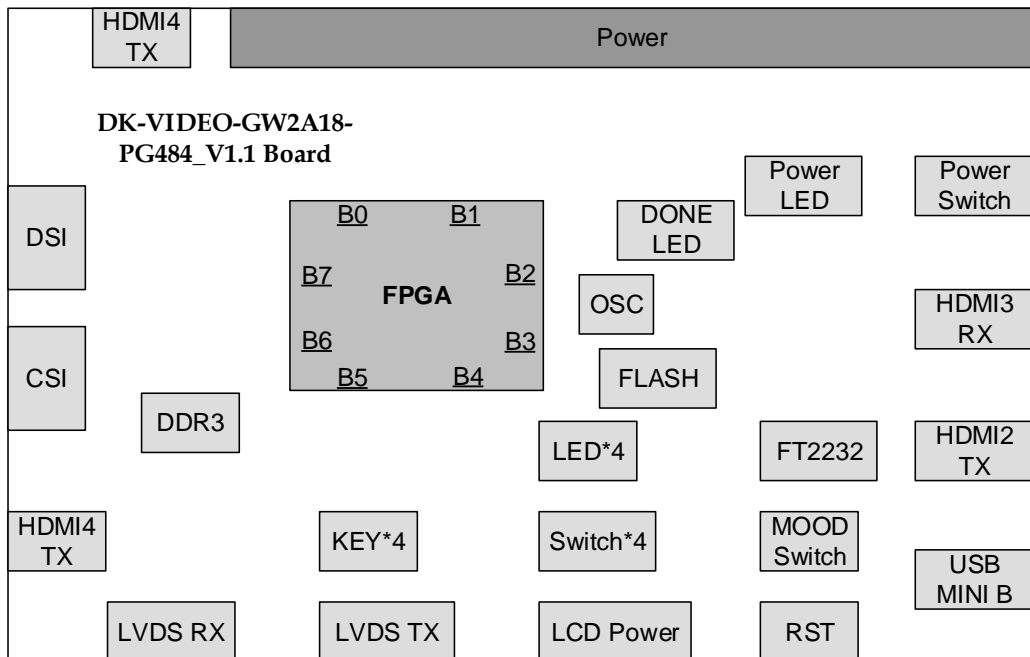 HDMI4
TX
Power
DK-VIDEO-GW2A18-
PG484_V1.1 Board
Power
LED
Power
Switch
DSI
B0
B1
DONE
LED
B7
FPGA
B2
OSC
HDMI3
RX
B6
B3
CSI
B5
B4
FLASH
DDR3
LED*4
FT2232
HDMI2
TX
HDMI4
TX
KEY*4
Switch*4
MOOD
Switch
USB
MINI B
LVDS RX
LVDS TX
LCD Power
RST